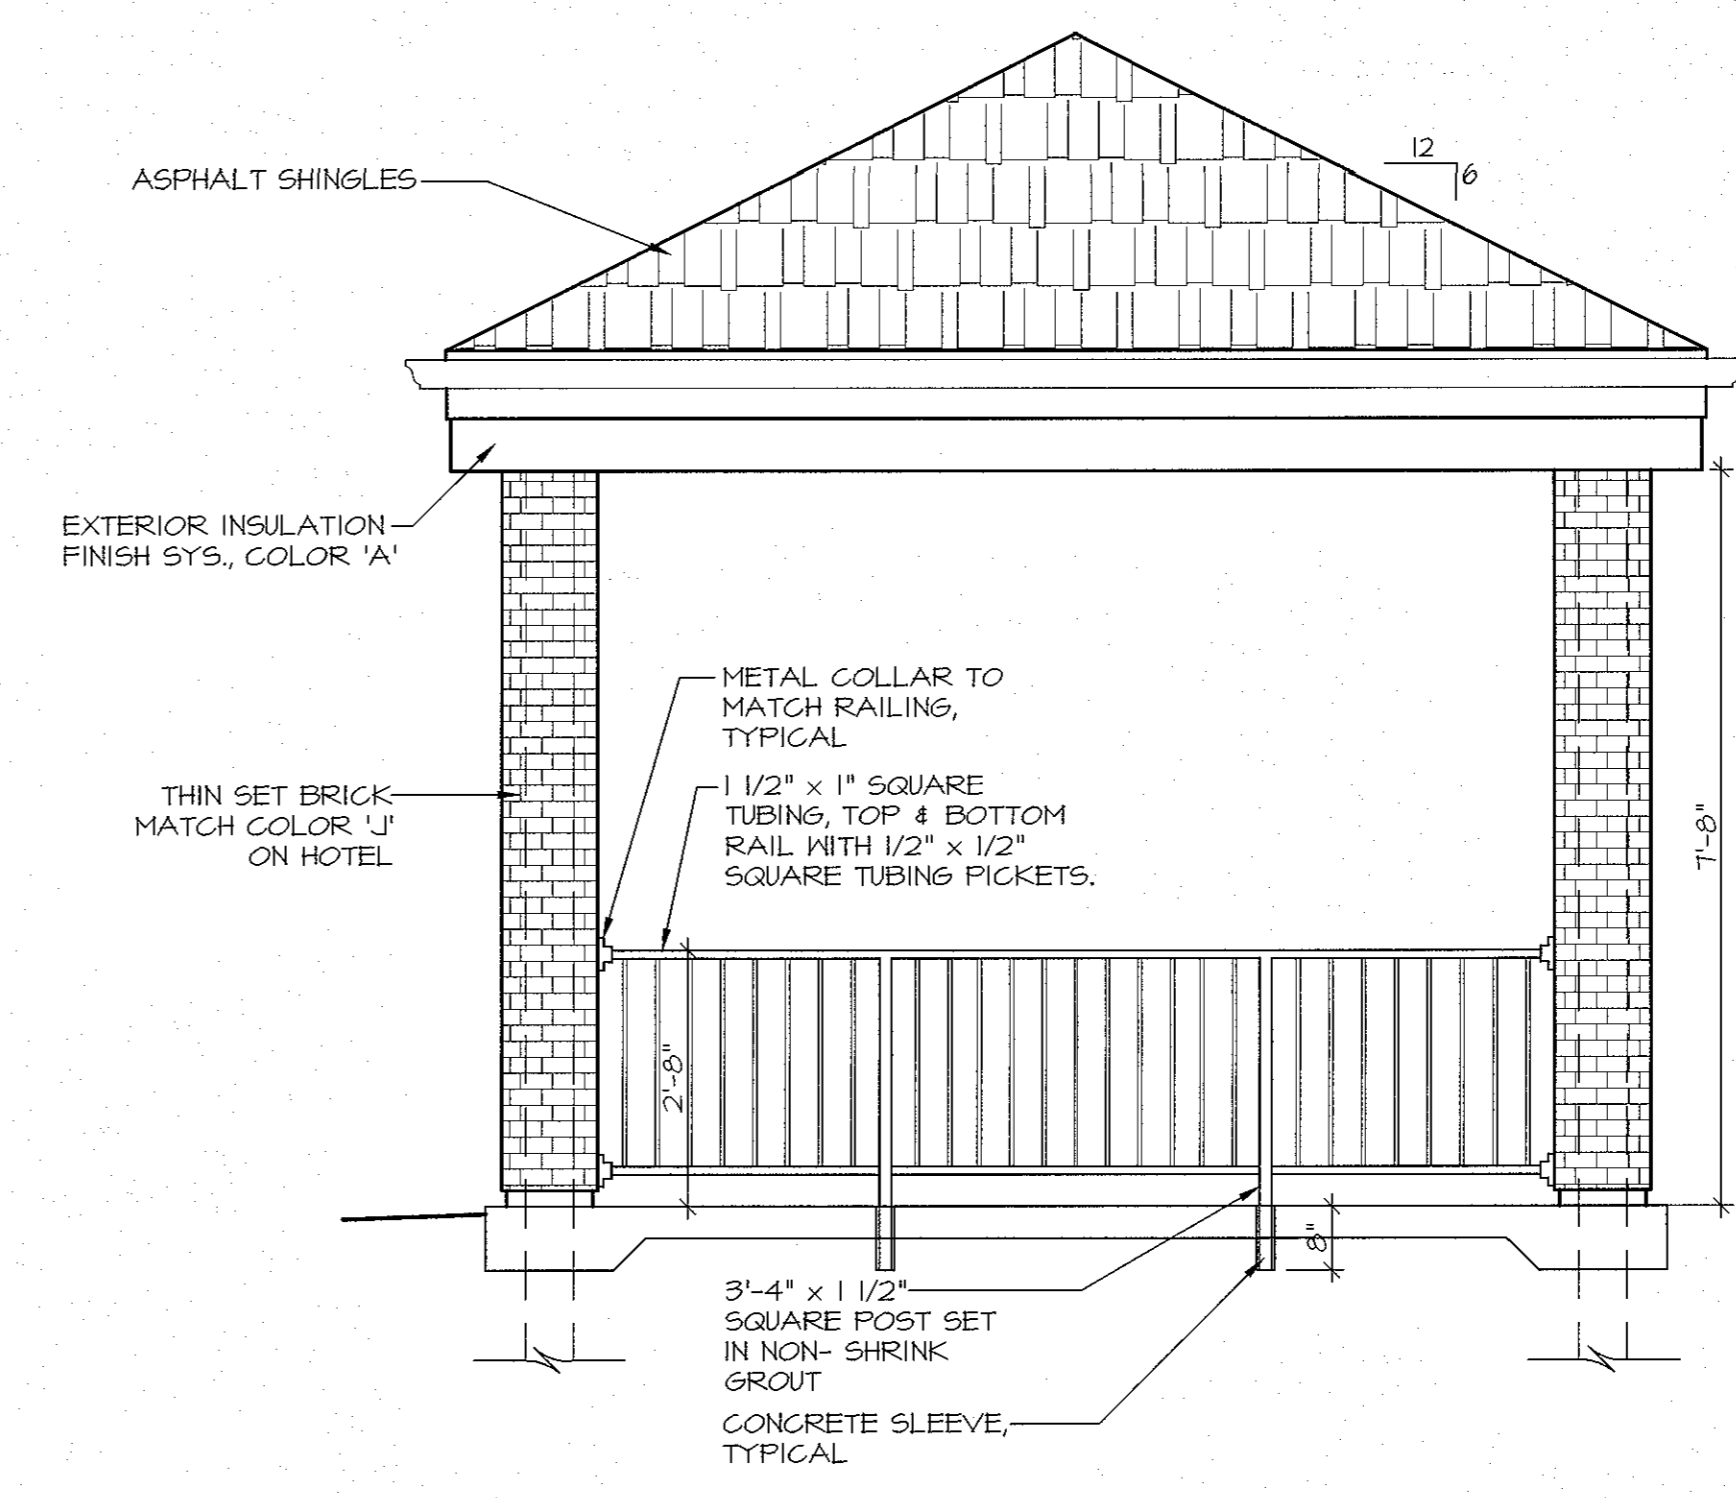 12
6
ASPHALT SHINGLES
EXTERIOR INSULATION
FINISH SYS., COLOR 'A'
METAL COLLAR TO
MATCH RAILING,
TYPICAL
1 1/2" x 1" SQUARE
TUBING, TOP & BOTTOM
RAIL WITH 1/2" x 1/2"
SQUARE TUBING PICKETS.
THIN SET BRICK
MATCH COLOR 'J'
ON HOTEL
7'-8"
2'-8"
8"
3'-4" x 1 1/2"
SQUARE POST SET
IN NON- SHRINK
GROUT
CONCRETE SLEEVE,
TYPICAL